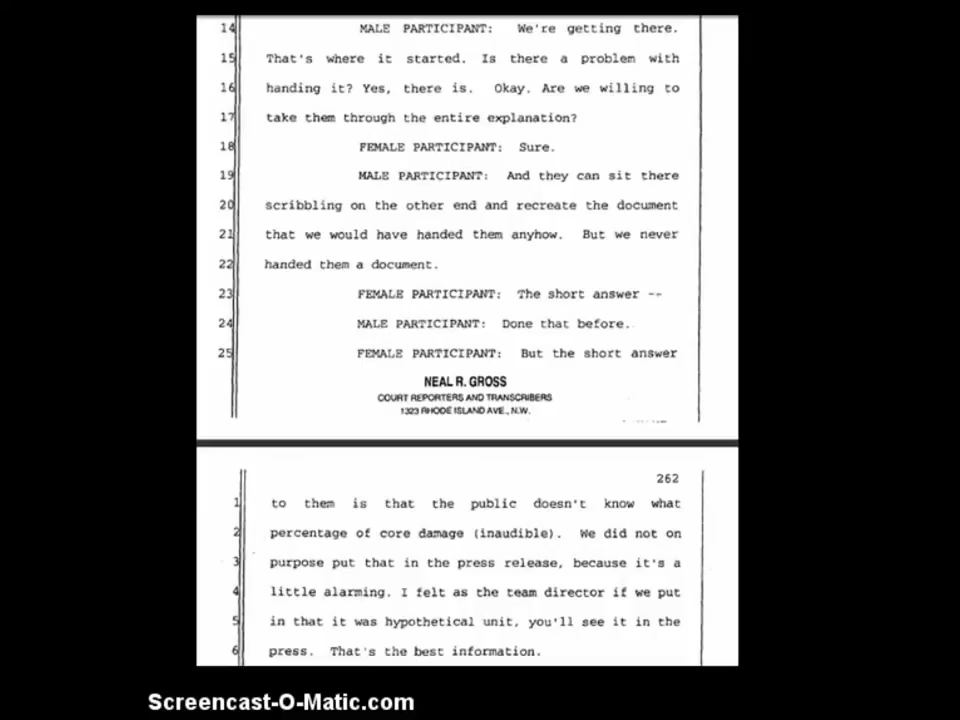 14 MALE PARTICIPANT: We're getting there.
15 That's where it started. Is there a problem with
16 handing it? Yes, there is. Okay. Are we willing to
17 take them through the entire explanation?
18 FEMALE PARTICIPANT: Sure.
19 MALE PARTICIPANT: And they can sit there
20 scribbling on the other end and recreate the document
21 that we would have handed them anyhow. But we never
22 handed them a document.
23 FEMALE PARTICIPANT: The short answer --
24 MALE PARTICIPANT: Done that before.
25 FEMALE PARTICIPANT: But the short answer
NEAL R. GROSS
COURT REPORTERS AND TRANSCRIBERS
1323 RHODE ISLAND AVE., N.W.
262
1 to them is that the public doesn't know what
2 percentage of core damage (inaudible). We did not on
3 purpose put that in the press release, because it's a
4 little alarming. I felt as the team director if we put
5 in that it was hypothetical unit, you'll see it in the
6 press. That's the best information.
Screencast-O-Matic.com